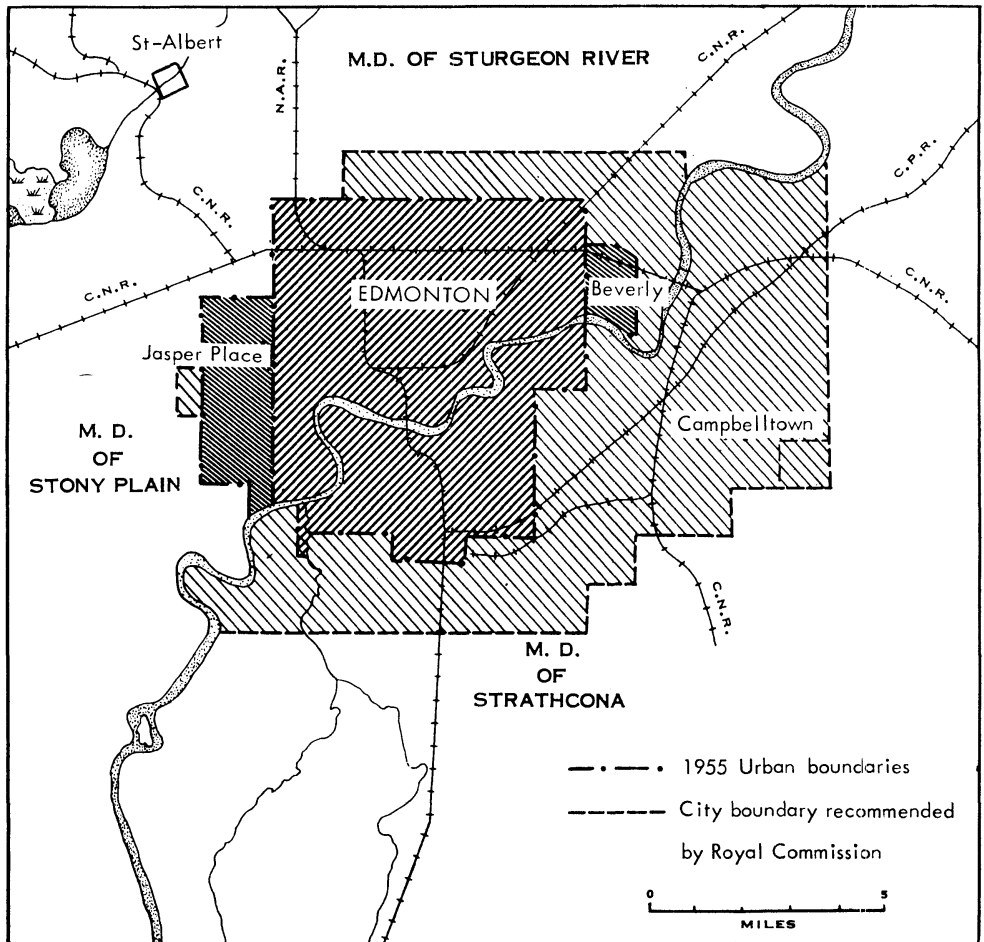 St-Albert
M.D. OF STURGEON RIVER
C.N.R.
N.A.R.
C.P.R.
C.N.R.
C.N.R.
C.N.R.
EDMONTON
Beverly
Jasper Place
Campbelltown
M. D.
OF
STONY PLAIN
C.N.R.
M. D.
OF
STRATHCONA
1955 Urban boundaries
City boundary recommended
by Royal Commission
0 5
MILES